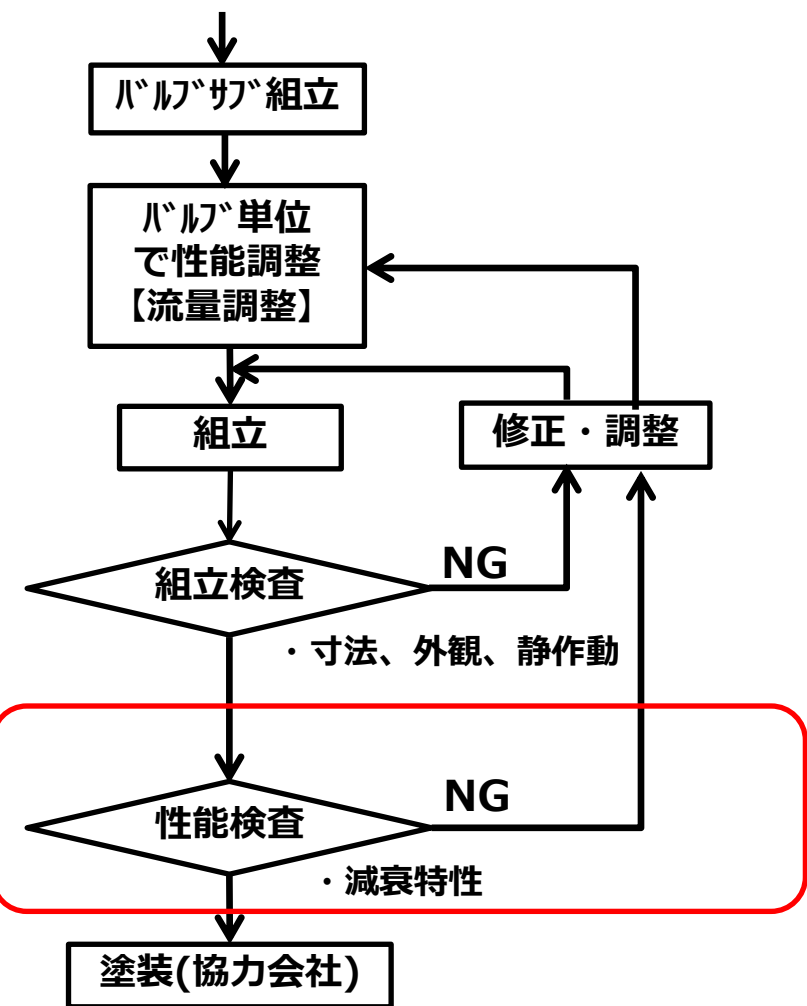 ﾊﾞﾙﾌﾞｻﾌﾞ組立
ﾊﾞﾙﾌﾞ単位
で性能調整
【流量調整】
組立
修正・調整
組立検査
NG
・寸法、外観、静作動
性能検査
NG
・減衰特性
塗装(協力会社)